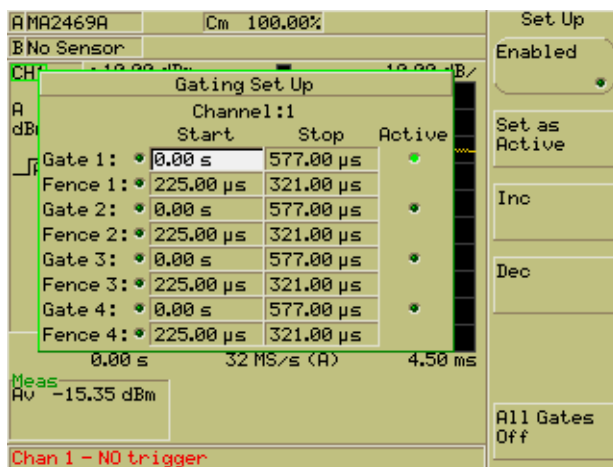 A MA2469A Cm 100.00%
B No Sensor
CH1
Gating Set Up
A
dB
Channel:1
Start Stop Active
Gate 1: 0.00 s 577.00 µs
Fence 1: 225.00 µs 321.00 µs
Gate 2: 0.00 s 577.00 µs
Fence 2: 225.00 µs 321.00 µs
Gate 3: 0.00 s 577.00 µs
Fence 3: 225.00 µs 321.00 µs
Gate 4: 0.00 s 577.00 µs
Fence 4: 225.00 µs 321.00 µs
0.00 s 32 MS/s (A) 4.50 ms
Meas
Av -15.35 dBm
Chan 1 - NO trigger
Set Up
Enabled
Set as
Active
Inc
Dec
All Gates
Off